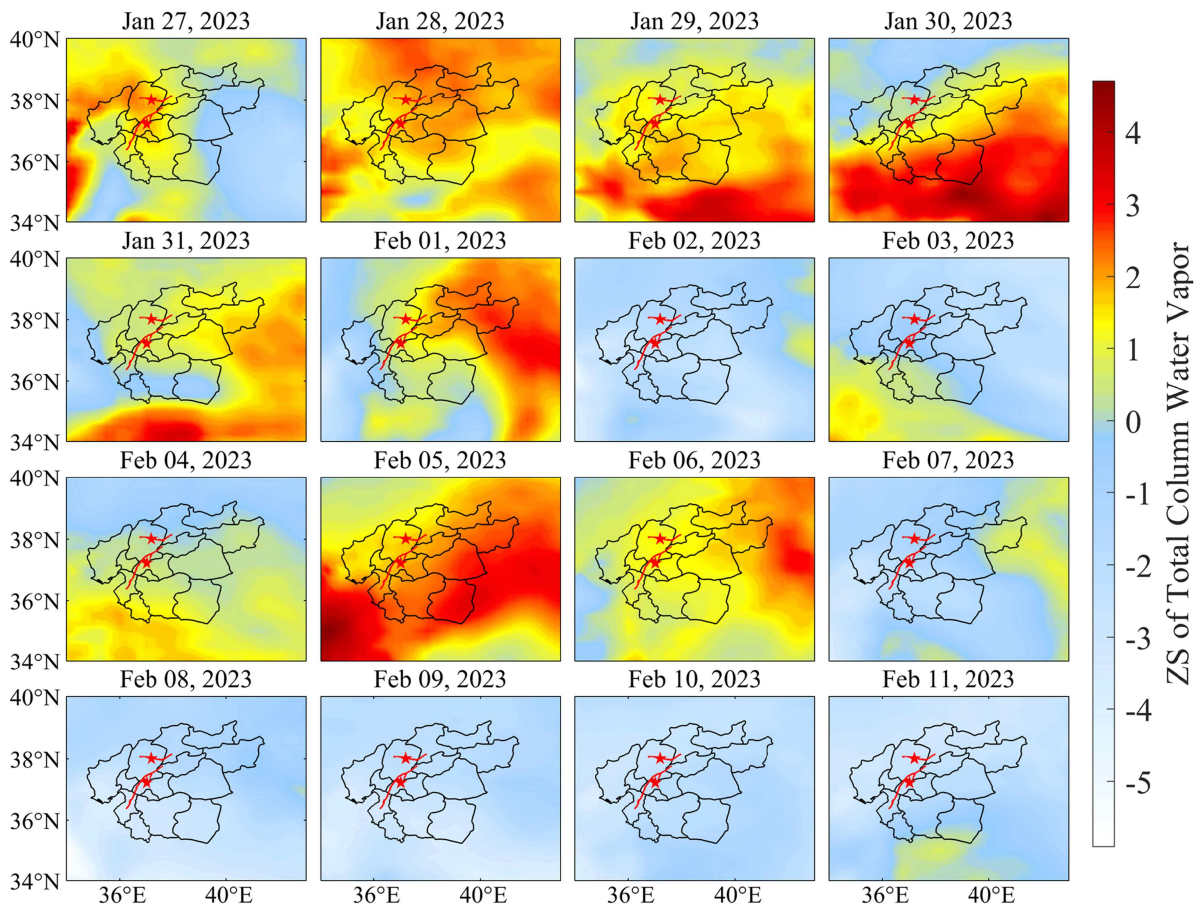 Jan 27, 2023
Jan 28, 2023
Jan 29, 2023
Jan 30, 2023
40°N
38°N
36°N
34°N
Jan 31, 2023
Feb 01, 2023
Feb 02, 2023
Feb 03, 2023
40°N
38°N
36°N
34°N
Feb 04, 2023
Feb 05, 2023
Feb 06, 2023
Feb 07, 2023
40°N
38°N
36°N
34°N
Feb 08, 2023
Feb 09, 2023
Feb 10, 2023
Feb 11, 2023
40°N
38°N
36°N
34°N
36°E 40°E
36°E 40°E
36°E 40°E
36°E 40°E
4
3
2
1
0
-1
-2
-3
-4
-5
ZS of Total Column Water Vapor